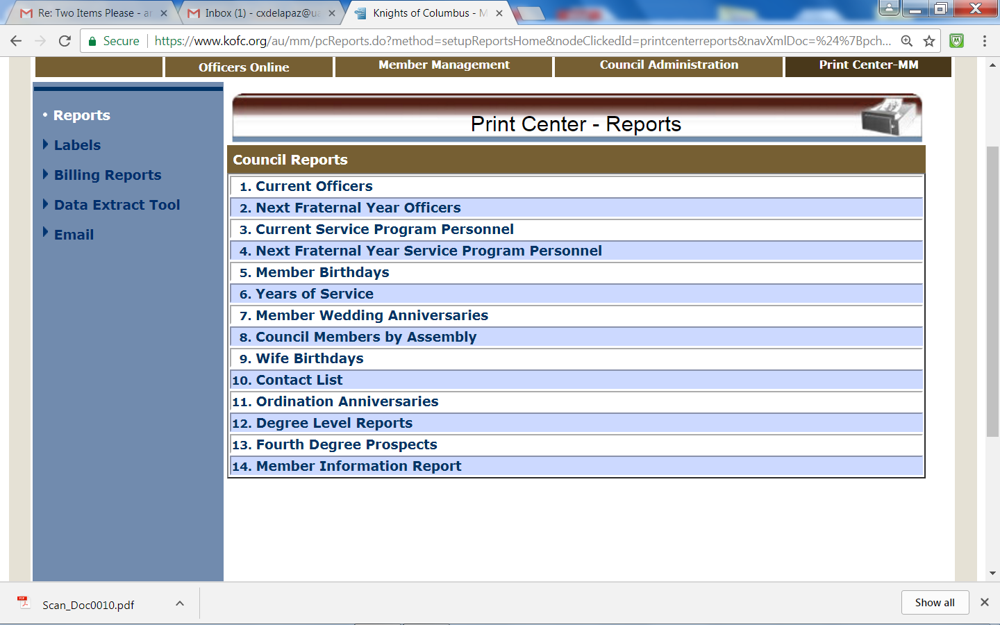 Re: Two Items Please - ar
Inbox (1) - cxdelapaz@ua
Knights of Columbus - M
Secure
https://www.kofc.org/au/mm/pcReports.do?method=setupReportsHome&nodeClickedId=printcenterreports&navXmlDoc=%24%7Bpch...
Officers Online
Member Management
Council Administration
Print Center-MM
• Reports
Labels
Billing Reports
Data Extract Tool
Email
Print Center - Reports
Council Reports
1. Current Officers
2. Next Fraternal Year Officers
3. Current Service Program Personnel
4. Next Fraternal Year Service Program Personnel
5. Member Birthdays
6. Years of Service
7. Member Wedding Anniversaries
8. Council Members by Assembly
9. Wife Birthdays
10. Contact List
11. Ordination Anniversaries
12. Degree Level Reports
13. Fourth Degree Prospects
14. Member Information Report
Scan_Doc0010.pdf
Show all